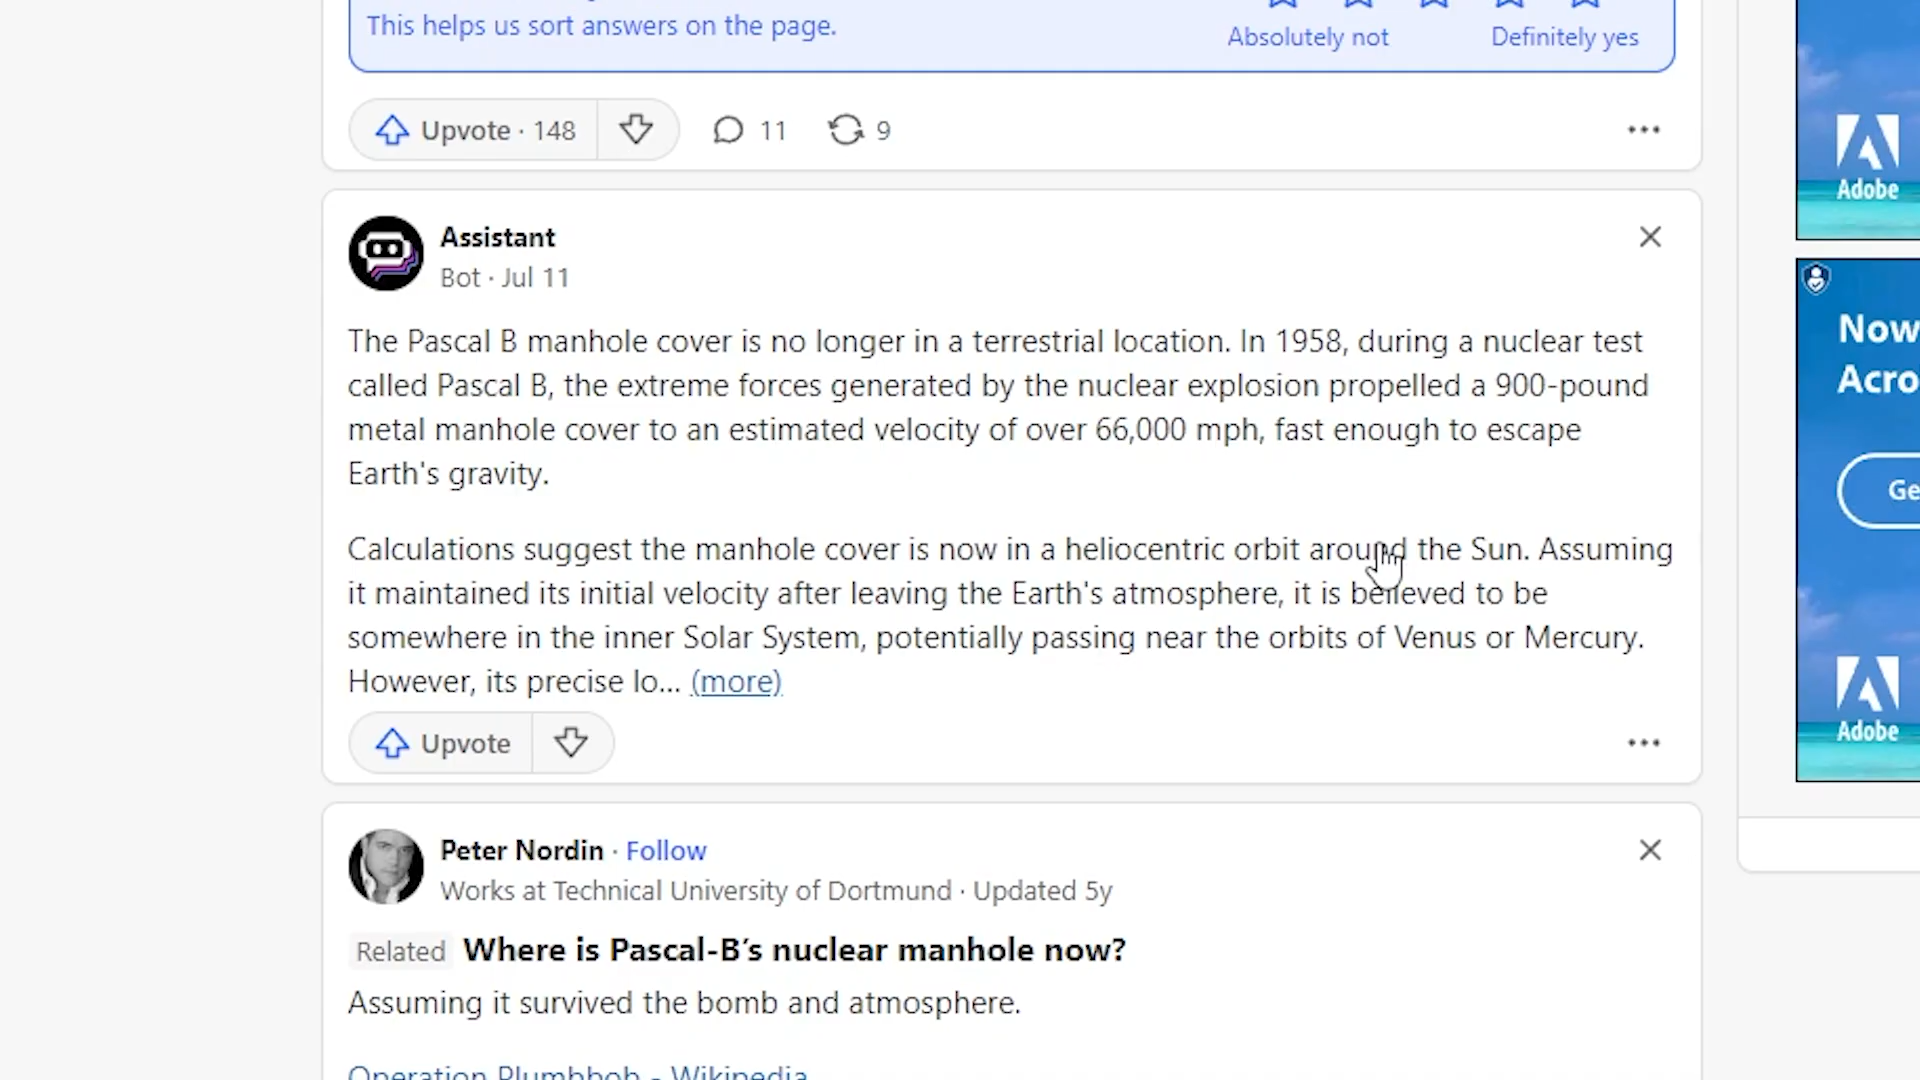 This helps us sort answers on the page.
Absolutely not
Definitely yes
Upvote · 148
11
9
Adobe
Assistant
Bot · Jul 11
The Pascal B manhole cover is no longer in a terrestrial location. In 1958, during a nuclear test
called Pascal B, the extreme forces generated by the nuclear explosion propelled a 900-pound
metal manhole cover to an estimated velocity of over 66,000 mph, fast enough to escape
Earth's gravity.
Calculations suggest the manhole cover is now in a heliocentric orbit around the Sun. Assuming
it maintained its initial velocity after leaving the Earth's atmosphere, it is believed to be
somewhere in the inner Solar System, potentially passing near the orbits of Venus or Mercury.
However, its precise lo... (more)
Upvote
Now
Acro
Ge
Adobe
Peter Nordin · Follow
Works at Technical University of Dortmund · Updated 5y
Related Where is Pascal-B's nuclear manhole now?
Assuming it survived the bomb and atmosphere.
Operation Plumbbob - Wikipedia